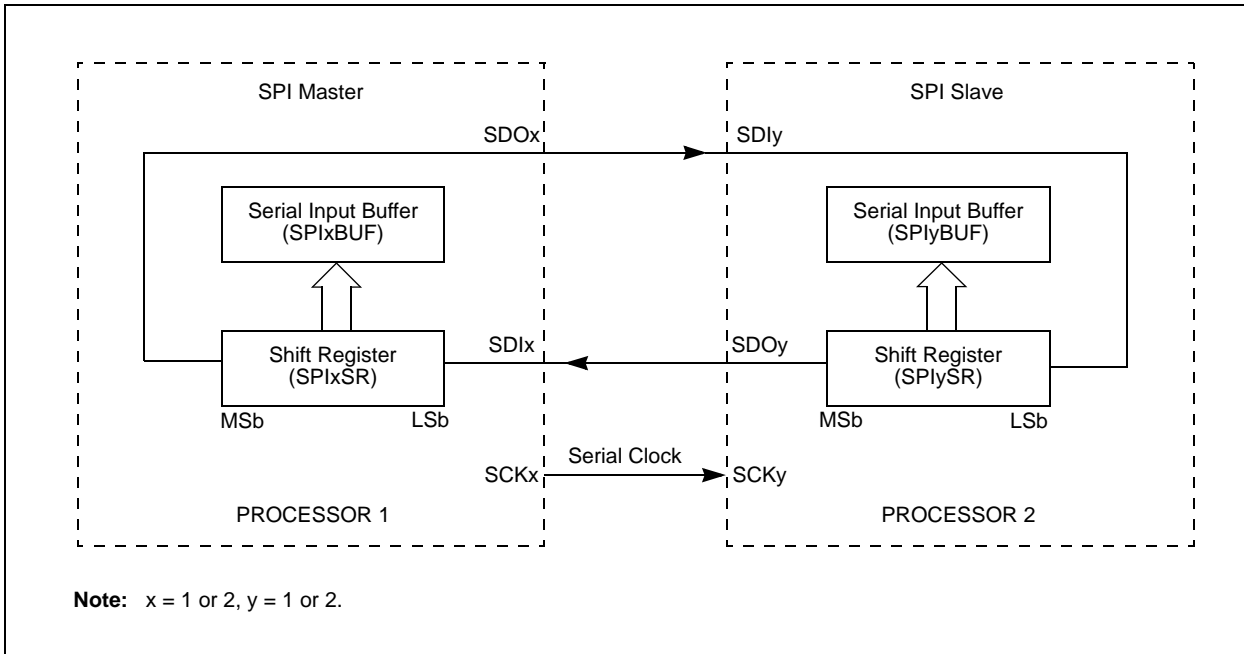 SPI Master
SPI Slave
SDOx
SDIy
Serial Input Buffer
(SPIxBUF)
Serial Input Buffer
(SPIyBUF)
Shift Register
(SPIxSR)
SDIx
SDOy
Shift Register
(SPIySR)
MSb
LSb
MSb
LSb
Serial Clock
SCKx
SCKy
PROCESSOR 1
PROCESSOR 2
Note: x = 1 or 2, y = 1 or 2.